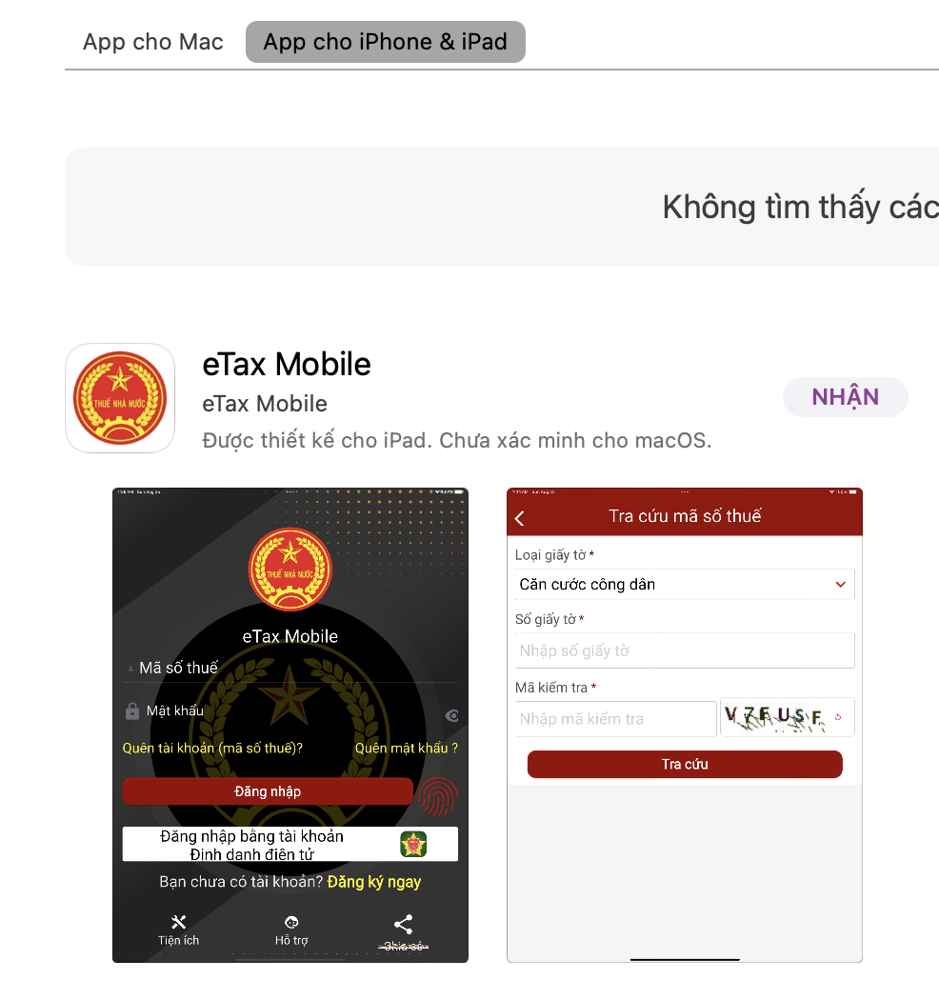 App cho Mac
App cho iPhone & iPad
Không tìm thấy các
THUẾ NHÀ NƯỚC
eTax Mobile
eTax Mobile
Được thiết kế cho iPad. Chưa xác minh cho macOS.
NHẬN
THUẾ NHÀ NƯỚC
eTax Mobile
Mã số thuế
Mật khẩu
Quên tài khoản (mã số thuế)?
Quên mật khẩu ?
Đăng nhập
Đăng nhập bằng tài khoản
Định danh điện tử
Bạn chưa có tài khoản? Đăng ký ngay
Tiện ích
Hỗ trợ
Chia sẻ
Tra cứu mã số thuế
Loại giấy tờ *
Căn cước công dân
Số giấy tờ *
Nhập số giấy tờ
Mã kiểm tra *
Nhập mã kiểm tra
Tra cứu